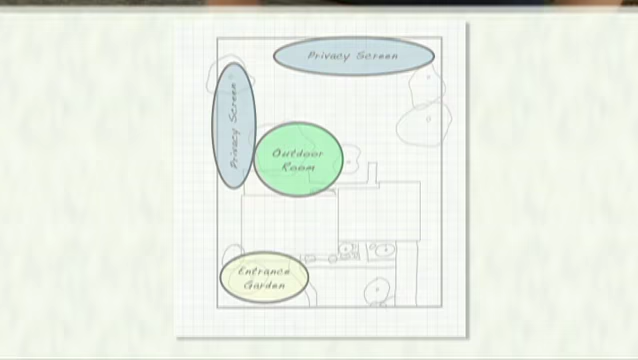 Privacy Screen
Privacy Screen
Outdoor
Room
Entrance
Garden